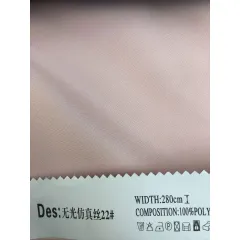 Des:无光仿真丝22#
WIDTH:280cm
COMPOSITION:100%POLY